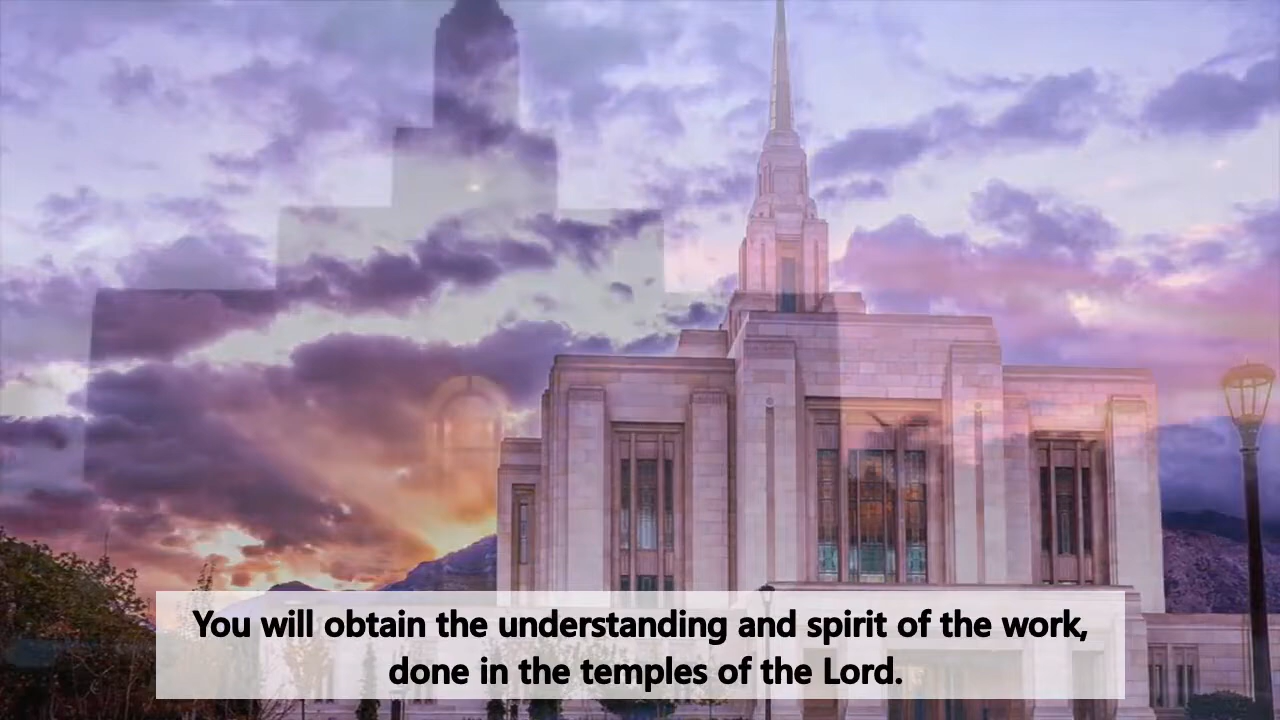 You will obtain the understanding and spirit of the work,
done in the temples of the Lord.